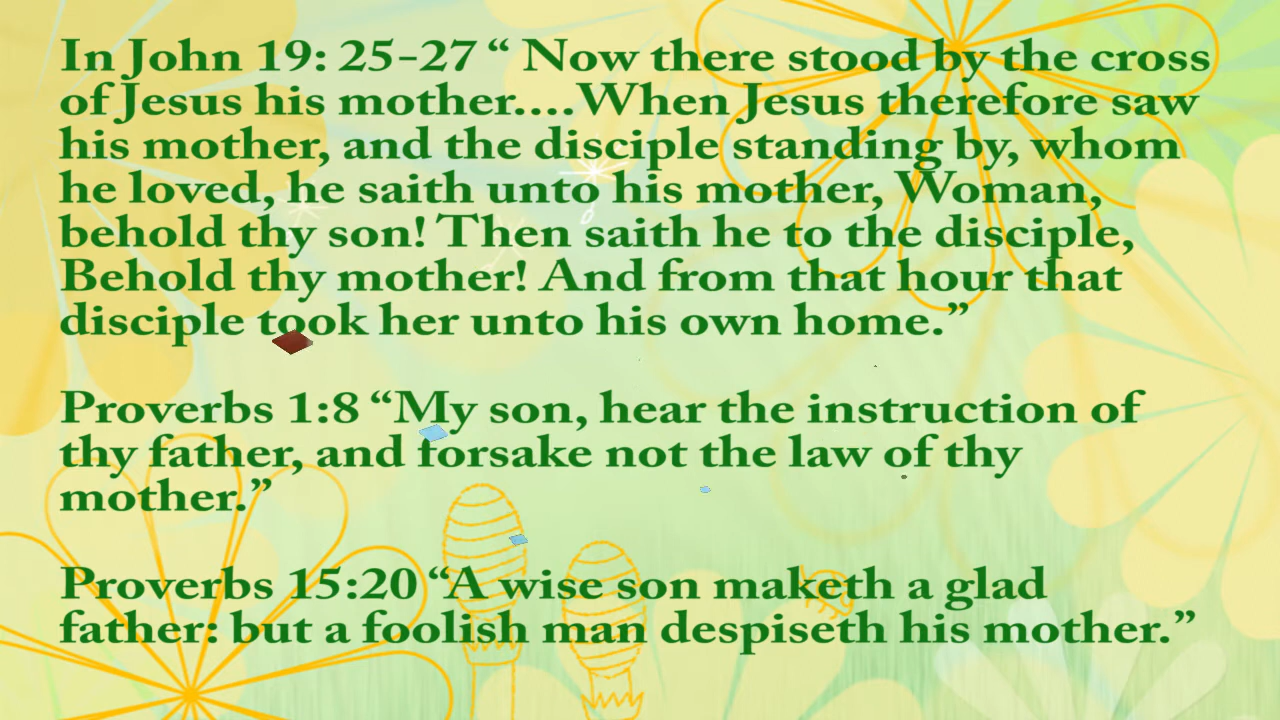 In John 19: 25-27 “ Now there stood by the cross
of Jesus his mother....When Jesus therefore saw
his mother, and the disciple standing by, whom
he loved, he saith unto his mother, Woman,
behold thy son! Then saith he to the disciple,
Behold thy mother! And from that hour that
disciple took her unto his own home.”
Proverbs 1:8 “My son, hear the instruction of
thy father, and forsake not the law of thy
mother.”
Proverbs 15:20 “A wise son maketh a glad
father: but a foolish man despiseth his mother.”